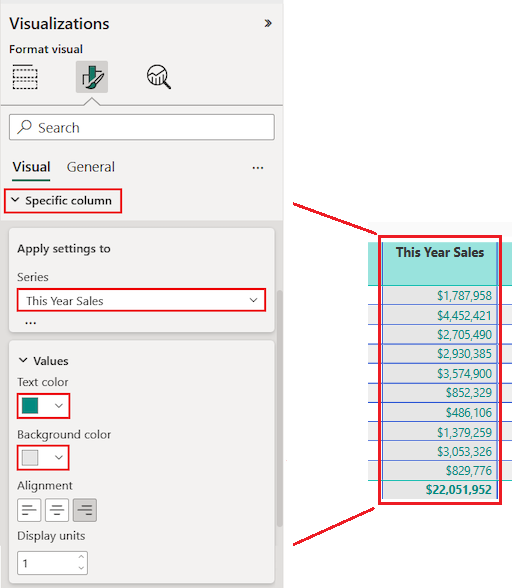 Visualizations
Format visual
Search
Visual General ...
Specific column
Apply settings to
Series
This Year Sales
...
Values
Text color
Background color
Alignment
Display units
1
This Year Sales
$1,787,958
$4,452,421
$2,705,490
$2,930,385
$3,574,900
$852,329
$486,106
$1,379,259
$3,053,326
$829,776
$22,051,952